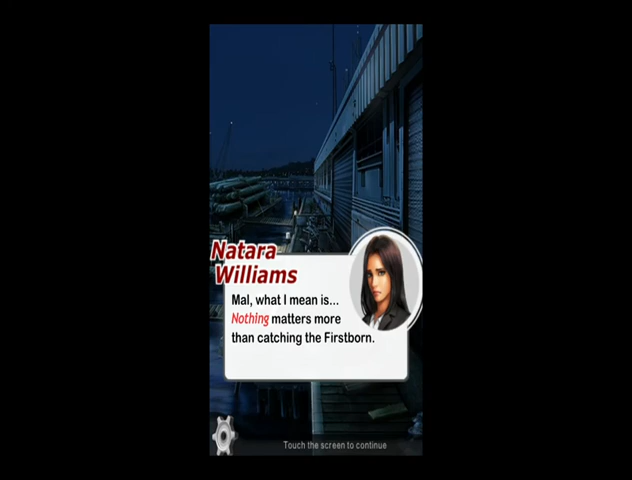 Natara
Williams
Mal, what I mean is...
Nothing matters more
than catching the Firstborn.
Touch the screen to continue